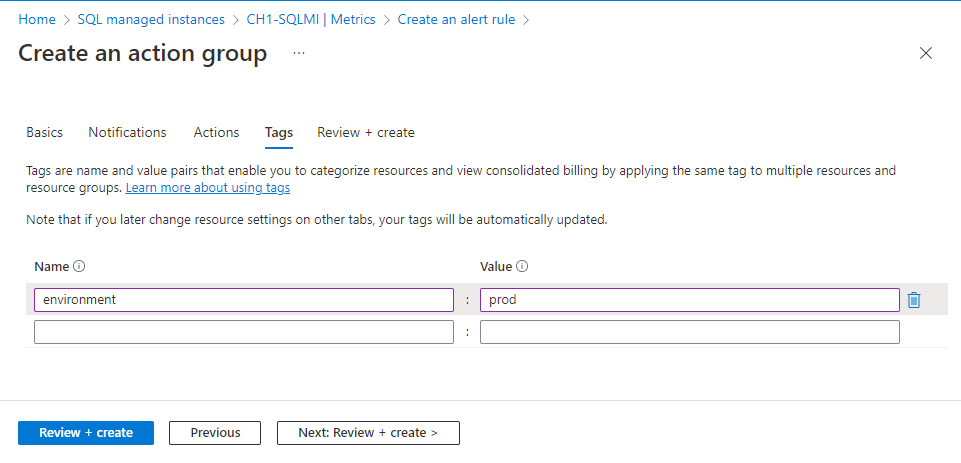 Home > SQL managed instances > CH1-SQLMI | Metrics > Create an alert rule >
Create an action group ...
Basics Notifications Actions Tags Review + create
Tags are name and value pairs that enable you to categorize resources and view consolidated billing by applying the same tag to multiple resources and
resource groups. Learn more about using tags
Note that if you later change resource settings on other tabs, your tags will be automatically updated.
Name Value
environment : prod
:
Review + create Previous Next: Review + create >